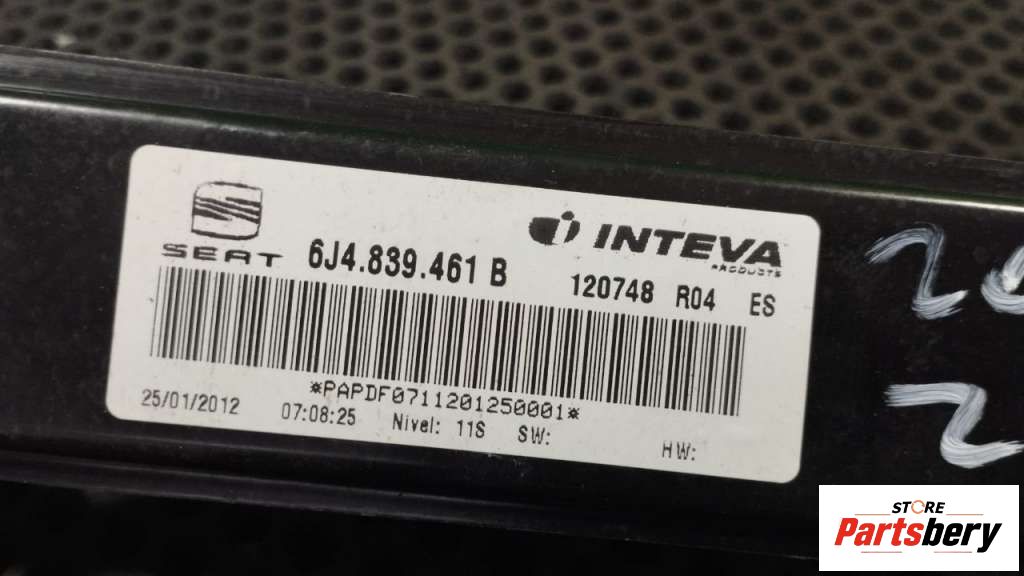 SEAT 6J4.839.461 B
INTEVA
PRODUCTS
120748 R04 ES
*PAPDF0711201250001*
25/01/2012 07:08:25 Nivel: 11S SW: HW:
STORE
Partsbery